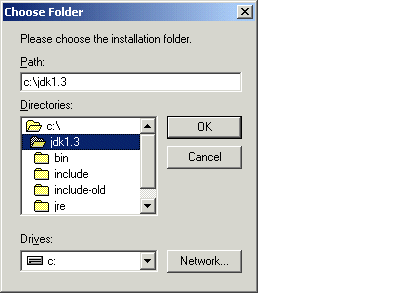 Choose Folder
Please choose the installation folder.
Path:
c:\jdk1.3
Directories:
c:\
jdk1.3
bin
include
include-old
jre
OK
Cancel
Drives:
c:
Network...